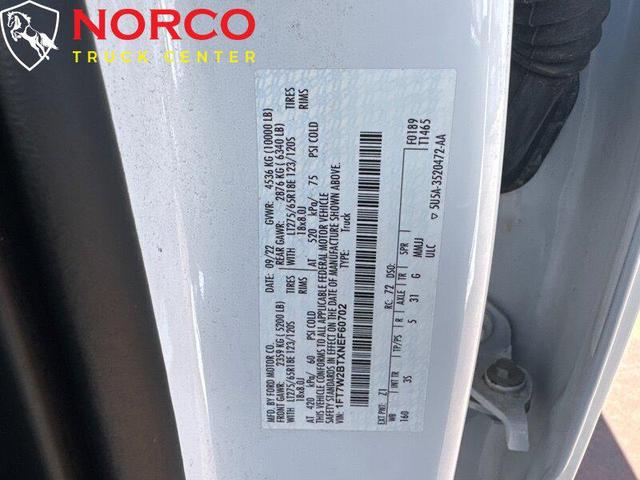 NORCO
TRUCK CENTER
MFD. BY FORD MOTOR CO.
DATE: 09/22 GVWR: 4536 KG (10000 LB)
FRONT GAWR: 2359 KG (5200 LB) REAR GAWR: 2876 KG (6340 LB)
WITH LT275/65R18E 123/120S TIRES WITH LT275/65R18E 123/120S TIRES
18x8.0J RIMS 18x8.0J RIMS
AT 420 kPa/ 60 PSI COLD AT 520 kPa/ 75 PSI COLD
THIS VEHICLE CONFORMS TO ALL APPLICABLE FEDERAL MOTOR VEHICLE
SAFETY STANDARDS IN EFFECT ON THE DATE OF MANUFACTURE SHOWN ABOVE.
VIN: 1FT7W2BTXNEF60702 TYPE: Truck
F0189
T1465
EXT PNT: Z1 RC: 72 DSO:
WB INT TR TP/PS R AXLE TR SPR
160 3S 5 31 G MAUJ
ULC ▽ 5U5A-3520472-AA